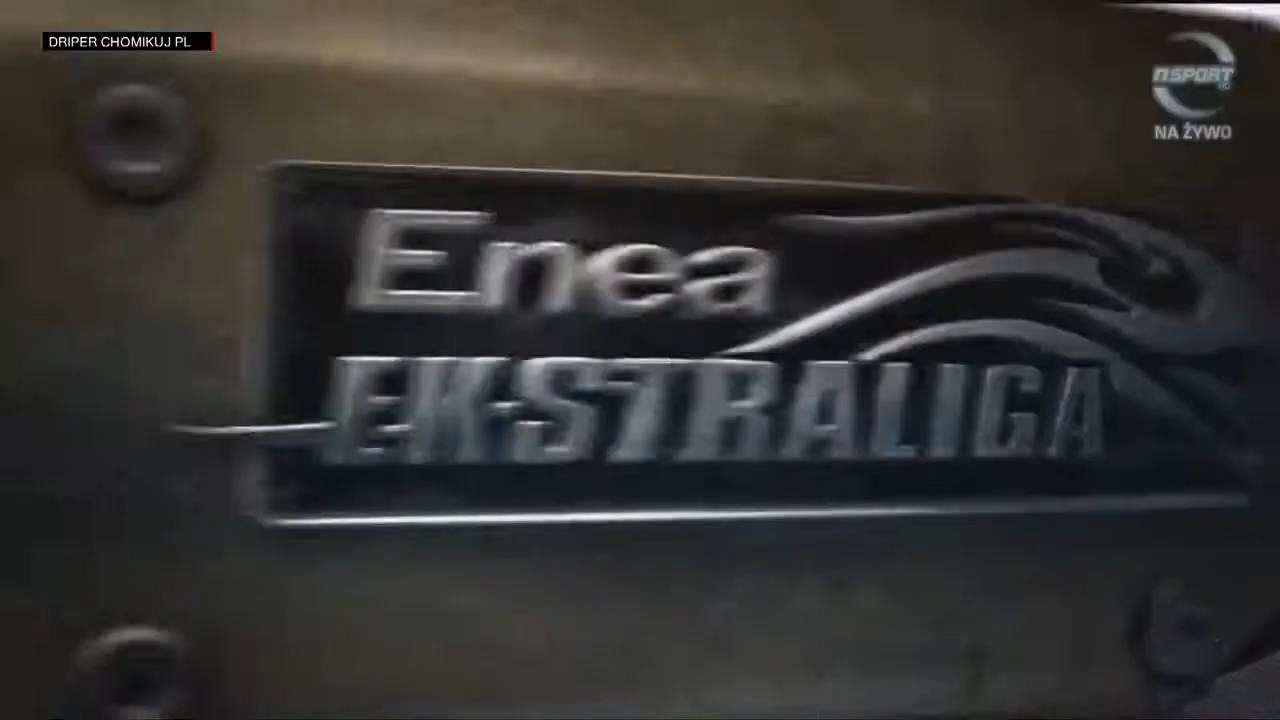 DRIPER CHOMIKUJ PL
nSPORT
NA ŻYWO
Enea
EKSTRALIGA